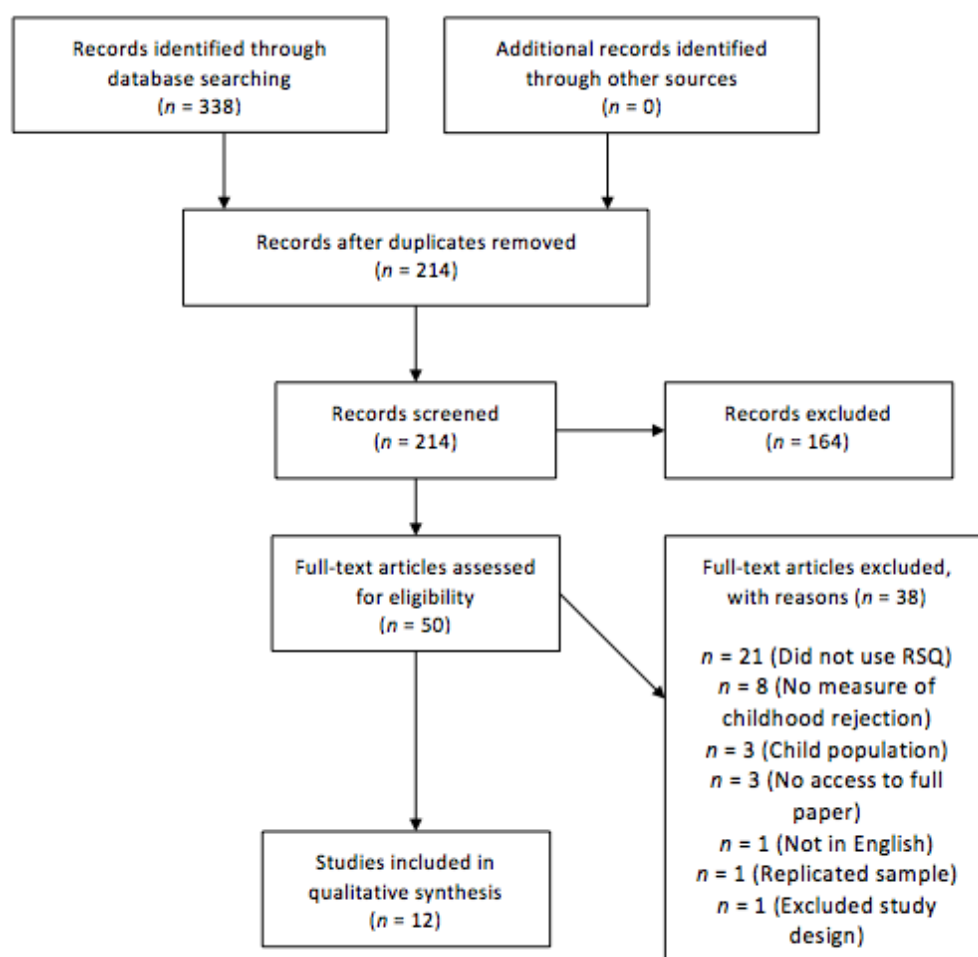 Records identified through
database searching
(n = 338)
Additional records identified
through other sources
(n = 0)
Records after duplicates removed
(n = 214)
Records screened
(n = 214)
Records excluded
(n = 164)
Full-text articles assessed
for eligibility
(n = 50)
Full-text articles excluded,
with reasons (n = 38)
n = 21 (Did not use RSQ)
n = 8 (No measure of
childhood rejection)
n = 3 (Child population)
n = 3 (No access to full
paper)
n = 1 (Not in English)
n = 1 (Replicated sample)
n = 1 (Excluded study
design)
Studies included in
qualitative synthesis
(n = 12)